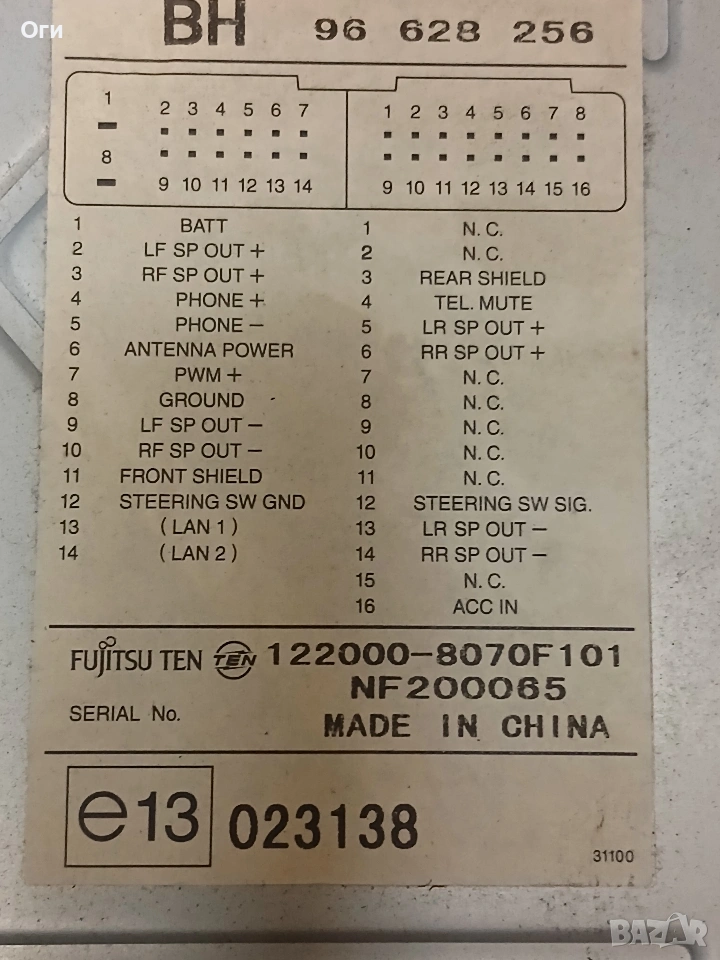 Оги
BH 96 628 256
1 2 3 4 5 6 7 1 2 3 4 5 6 7 8
8 9 10 11 12 13 14 9 10 11 12 13 14 15 16
1 BATT 1 N.C.
2 LF SP OUT + 2 N.C.
3 RF SP OUT + 3 REAR SHIELD
4 PHONE + 4 TEL. MUTE
5 PHONE − 5 LR SP OUT +
6 ANTENNA POWER 6 RR SP OUT +
7 PWM + 7 N.C.
8 GROUND 8 N.C.
9 LF SP OUT − 9 N.C.
10 RF SP OUT − 10 N.C.
11 FRONT SHIELD 11 N.C.
12 STEERING SW GND 12 STEERING SW SIG.
13 (LAN 1) 13 LR SP OUT −
14 (LAN 2) 14 RR SP OUT −
15 N.C.
16 ACC IN
FUJITSU TEN TEN 122000-8070F101
NF200065
SERIAL No.
MADE IN CHINA
e13 023138
31100
BAZAR